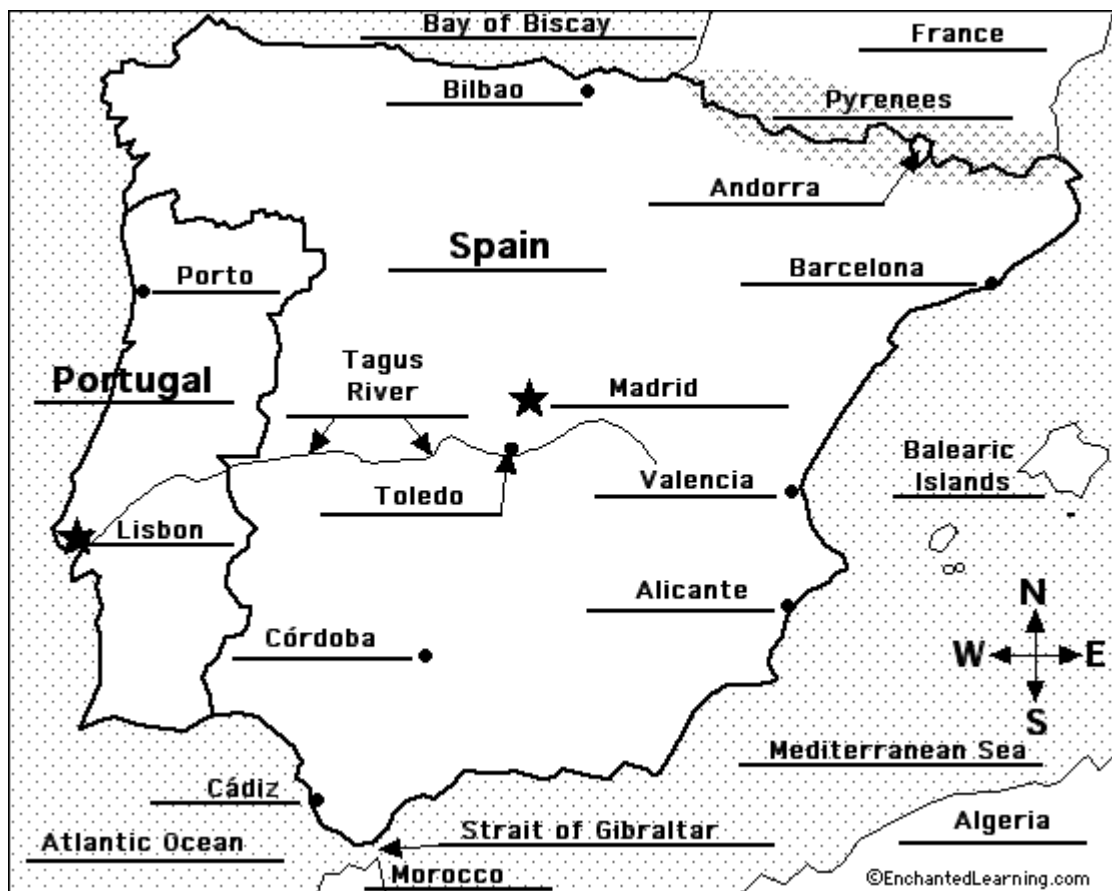 Bay of Biscay
France
Bilbao
Pyrenees
Andorra
Spain
Porto
Barcelona
Tagus
River
Portugal
Madrid
Balearic
Islands
Toledo
Valencia
Lisbon
Alicante
N
Córdoba
W
E
S
Mediterranean Sea
Cádiz
Strait of Gibraltar
Algeria
Atlantic Ocean
Morocco
©EnchantedLearning.com